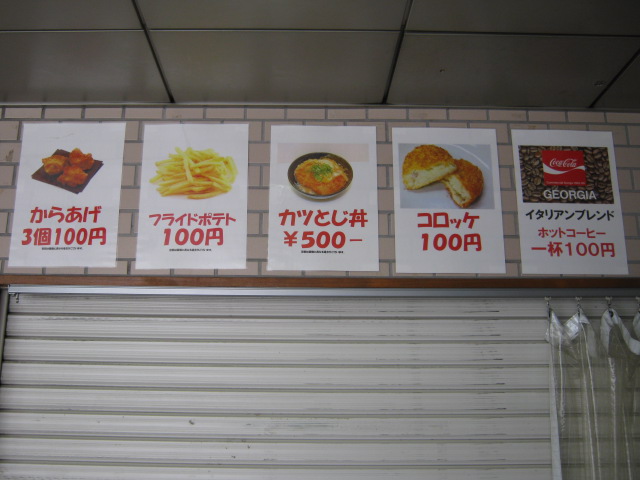 からあげ
3個100円
フライドポテト
100円
カツとじ丼
￥500－
コロッケ
100円
Coca-Cola
GEORGIA
イタリアンブレンド
ホットコーヒー
一杯100円